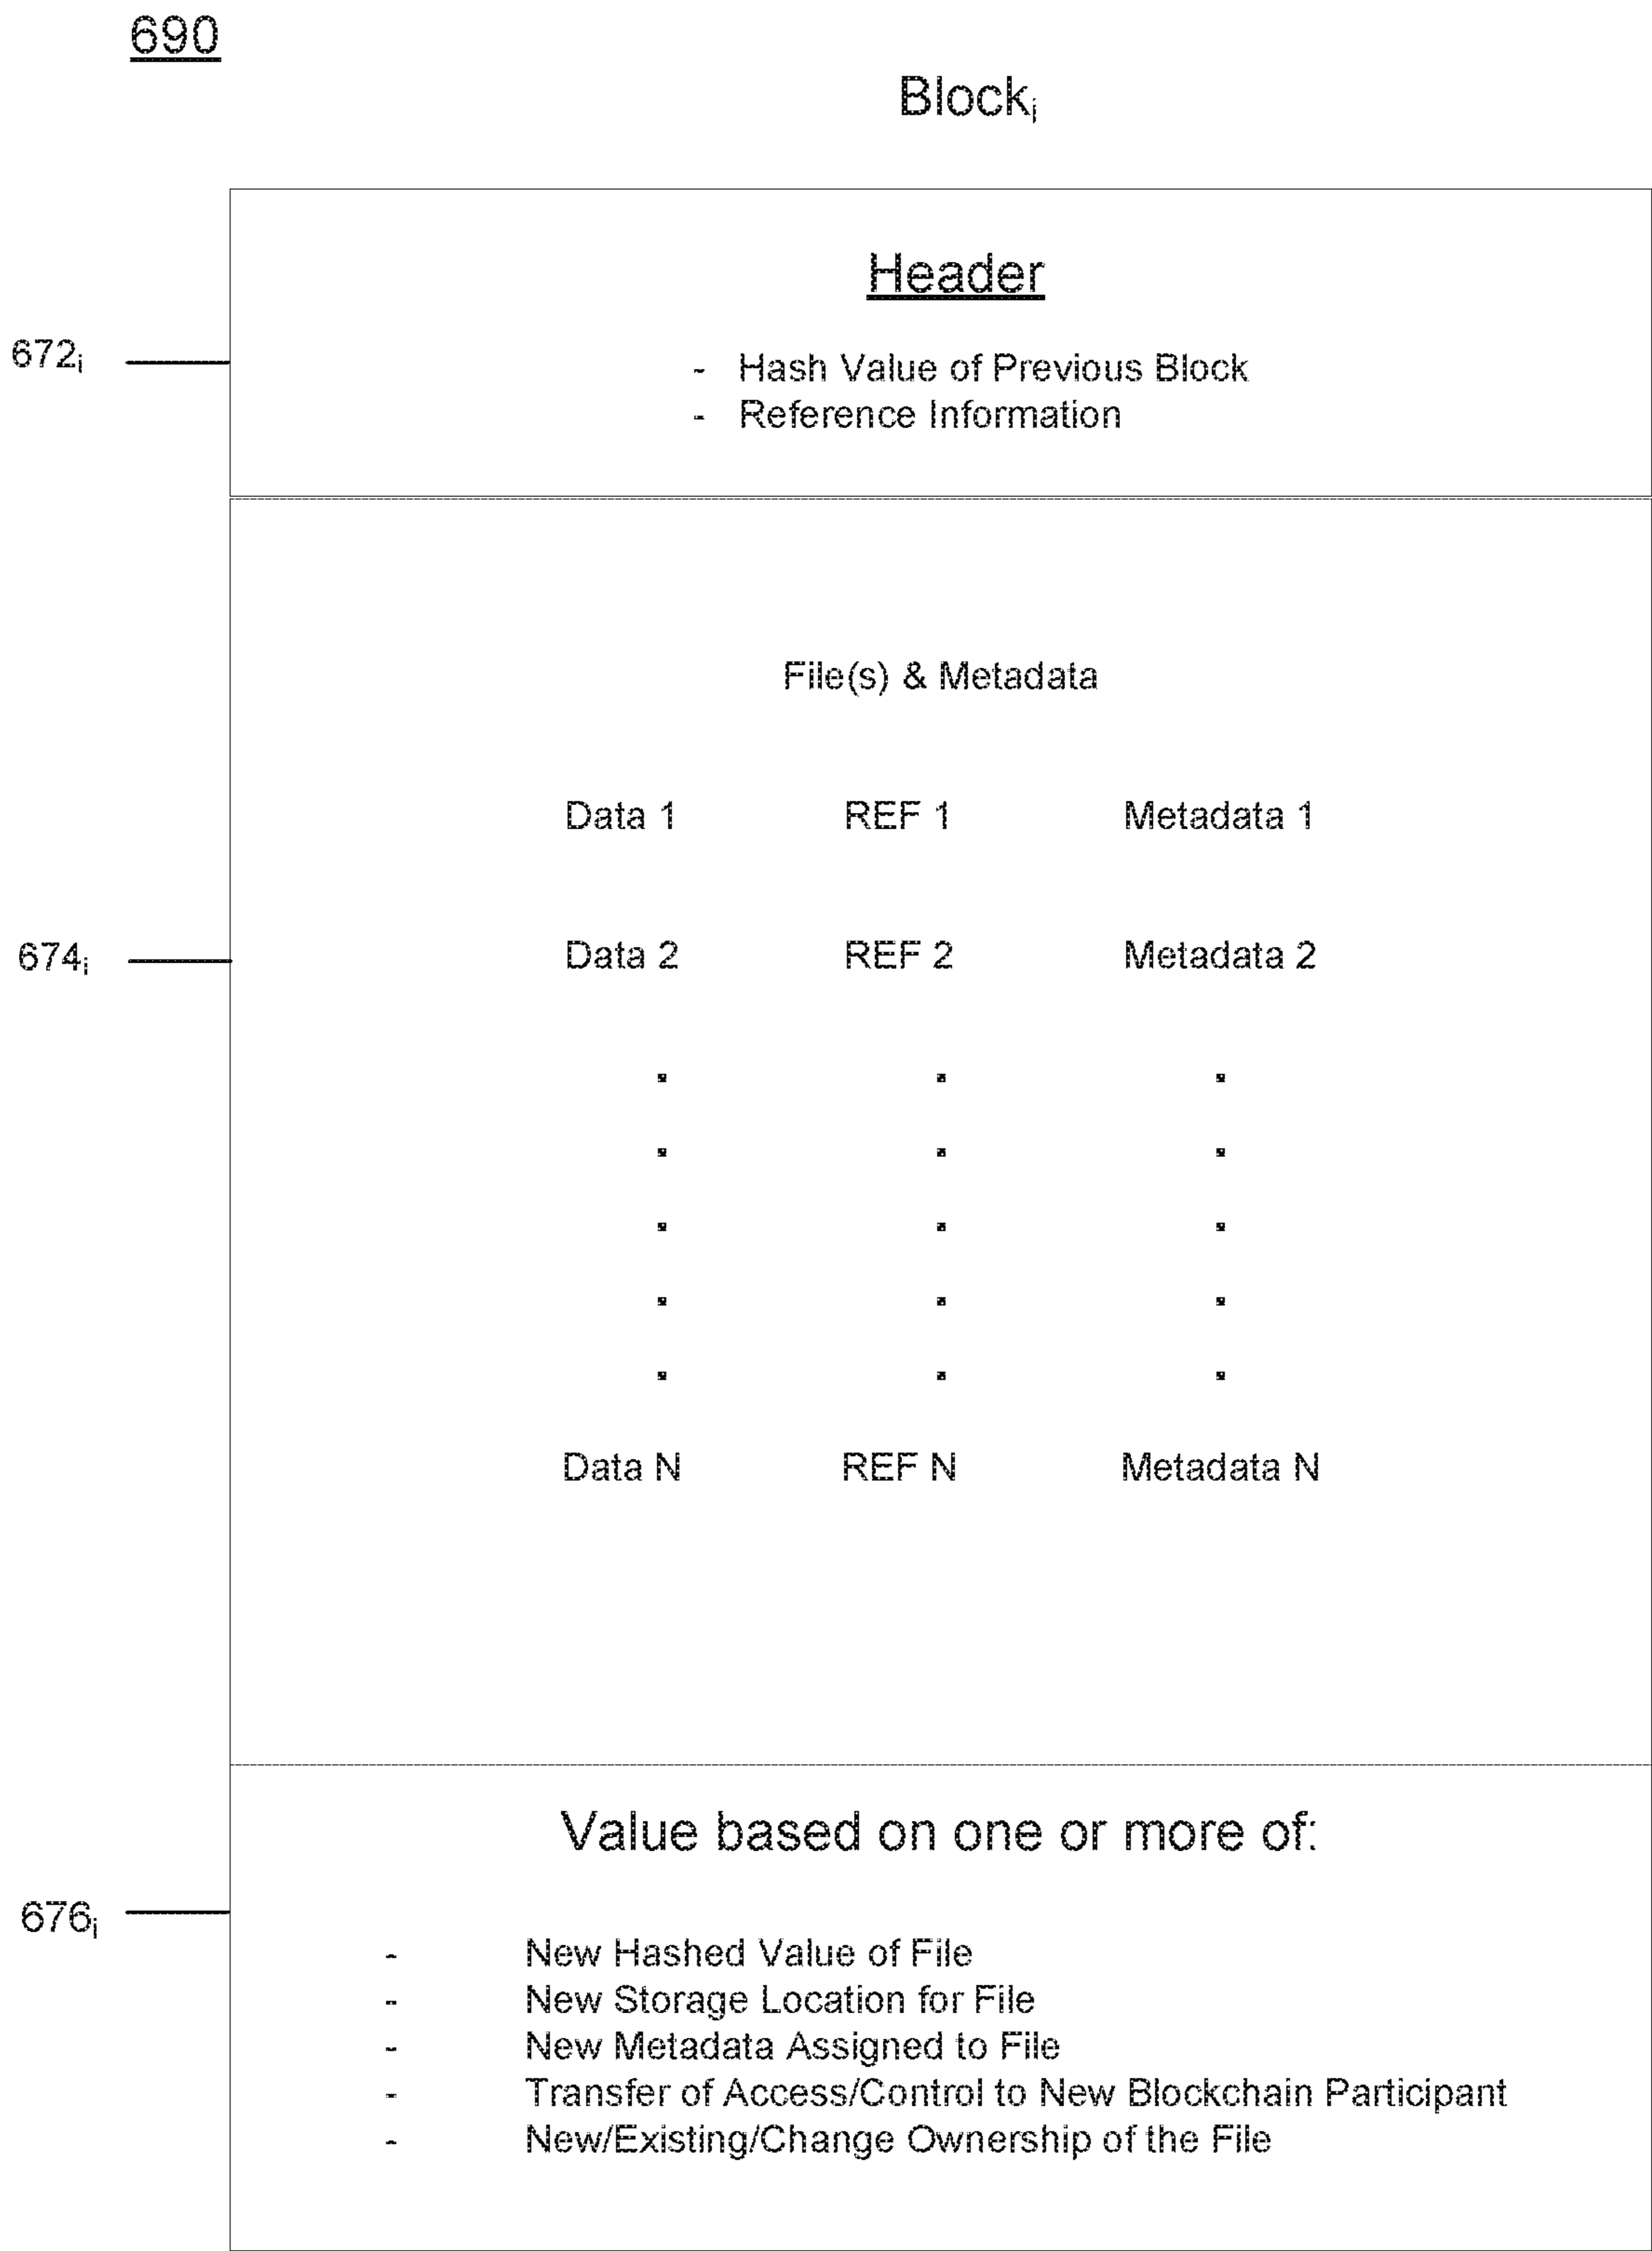 690
Blockᵢ
Header
672ᵢ
- Hash Value of Previous Block
- Reference Information
File(s) & Metadata
Data 1 REF 1 Metadata 1
674ᵢ
Data 2 REF 2 Metadata 2
. . .
. . .
. . .
. . .
. . .
Data N REF N Metadata N
Value based on one or more of:
676ᵢ
- New Hashed Value of File
- New Storage Location for File
- New Metadata Assigned to File
- Transfer of Access/Control to New Blockchain Participant
- New/Existing/Change Ownership of the File